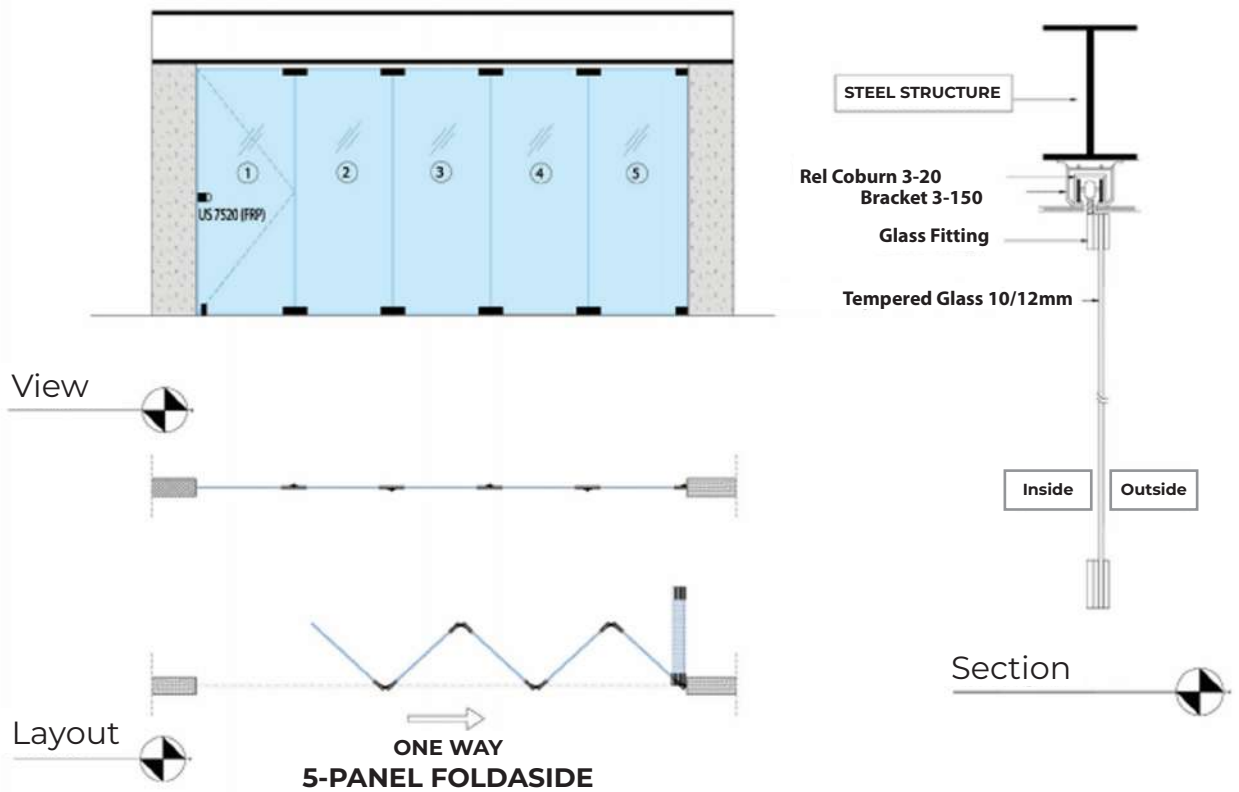 1
2
3
4
5
US 7520 (FRP)
View
Layout
ONE WAY
5-PANEL FOLDASIDE
STEEL STRUCTURE
Rel Coburn 3-20
Bracket 3-150
Glass Fitting
Tempered Glass 10/12mm
Inside
Outside
Section